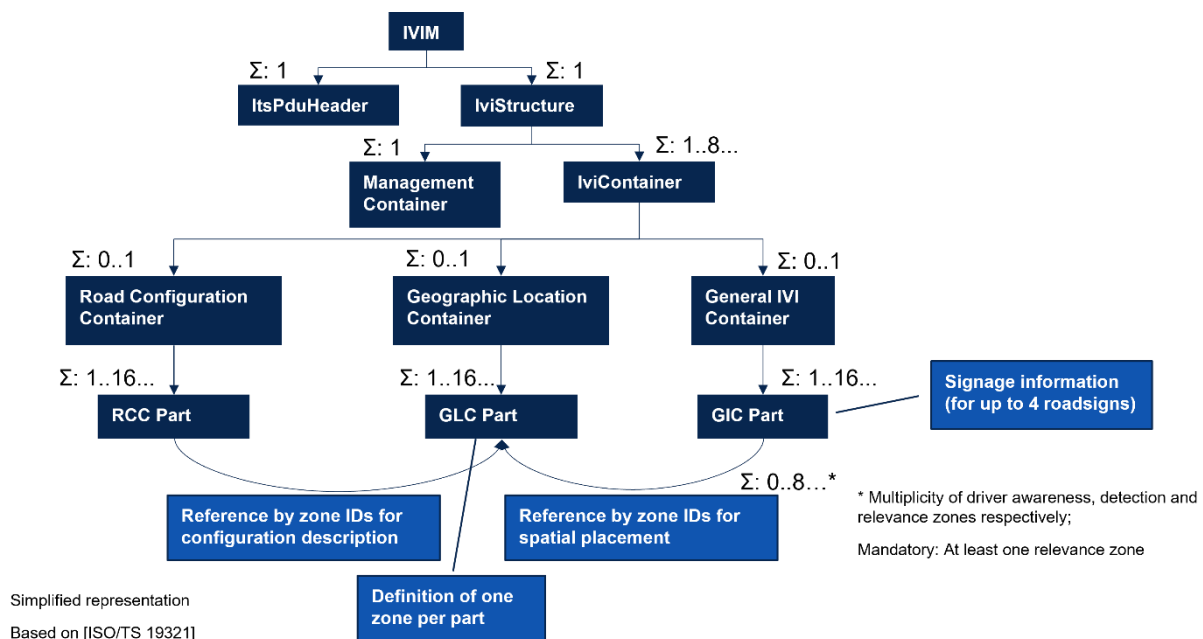 IVIM
Σ: 1
Σ: 1
ItsPduHeader
IviStructure
Σ: 1
Σ: 1..8...
Management
Container
IviContainer
Σ: 0..1
Σ: 0..1
Σ: 0..1
Road Configuration
Container
Geographic Location
Container
General IVI
Container
Σ: 1..16...
Σ: 1..16...
Σ: 1..16...
Signage information
(for up to 4 roadsigns)
RCC Part
GLC Part
GIC Part
Σ: 0..8...*
Reference by zone IDs for
configuration description
Reference by zone IDs for
spatial placement
* Multiplicity of driver awareness, detection and
relevance zones respectively;
Mandatory: At least one relevance zone
Definition of one
zone per part
Simplified representation
Based on [ISO/TS 19321]